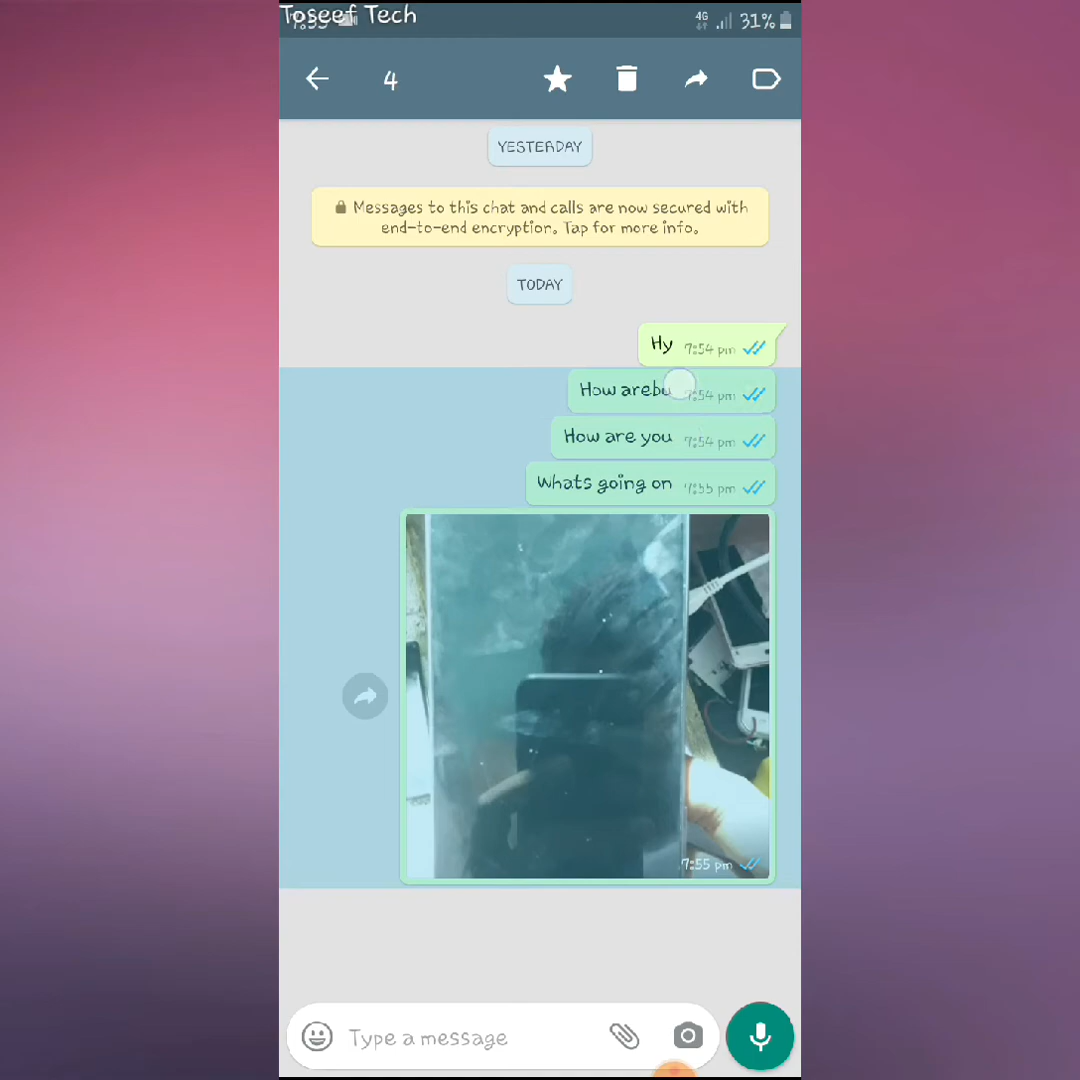 Toseef Tech
4G 31%
4
YESTERDAY
Messages to this chat and calls are now secured with
end-to-end encryption. Tap for more info.
TODAY
Hy 7:54 pm
How arebu 7:54 pm
How are you 7:54 pm
Whats going on 7:55 pm
7:55 pm
Type a message